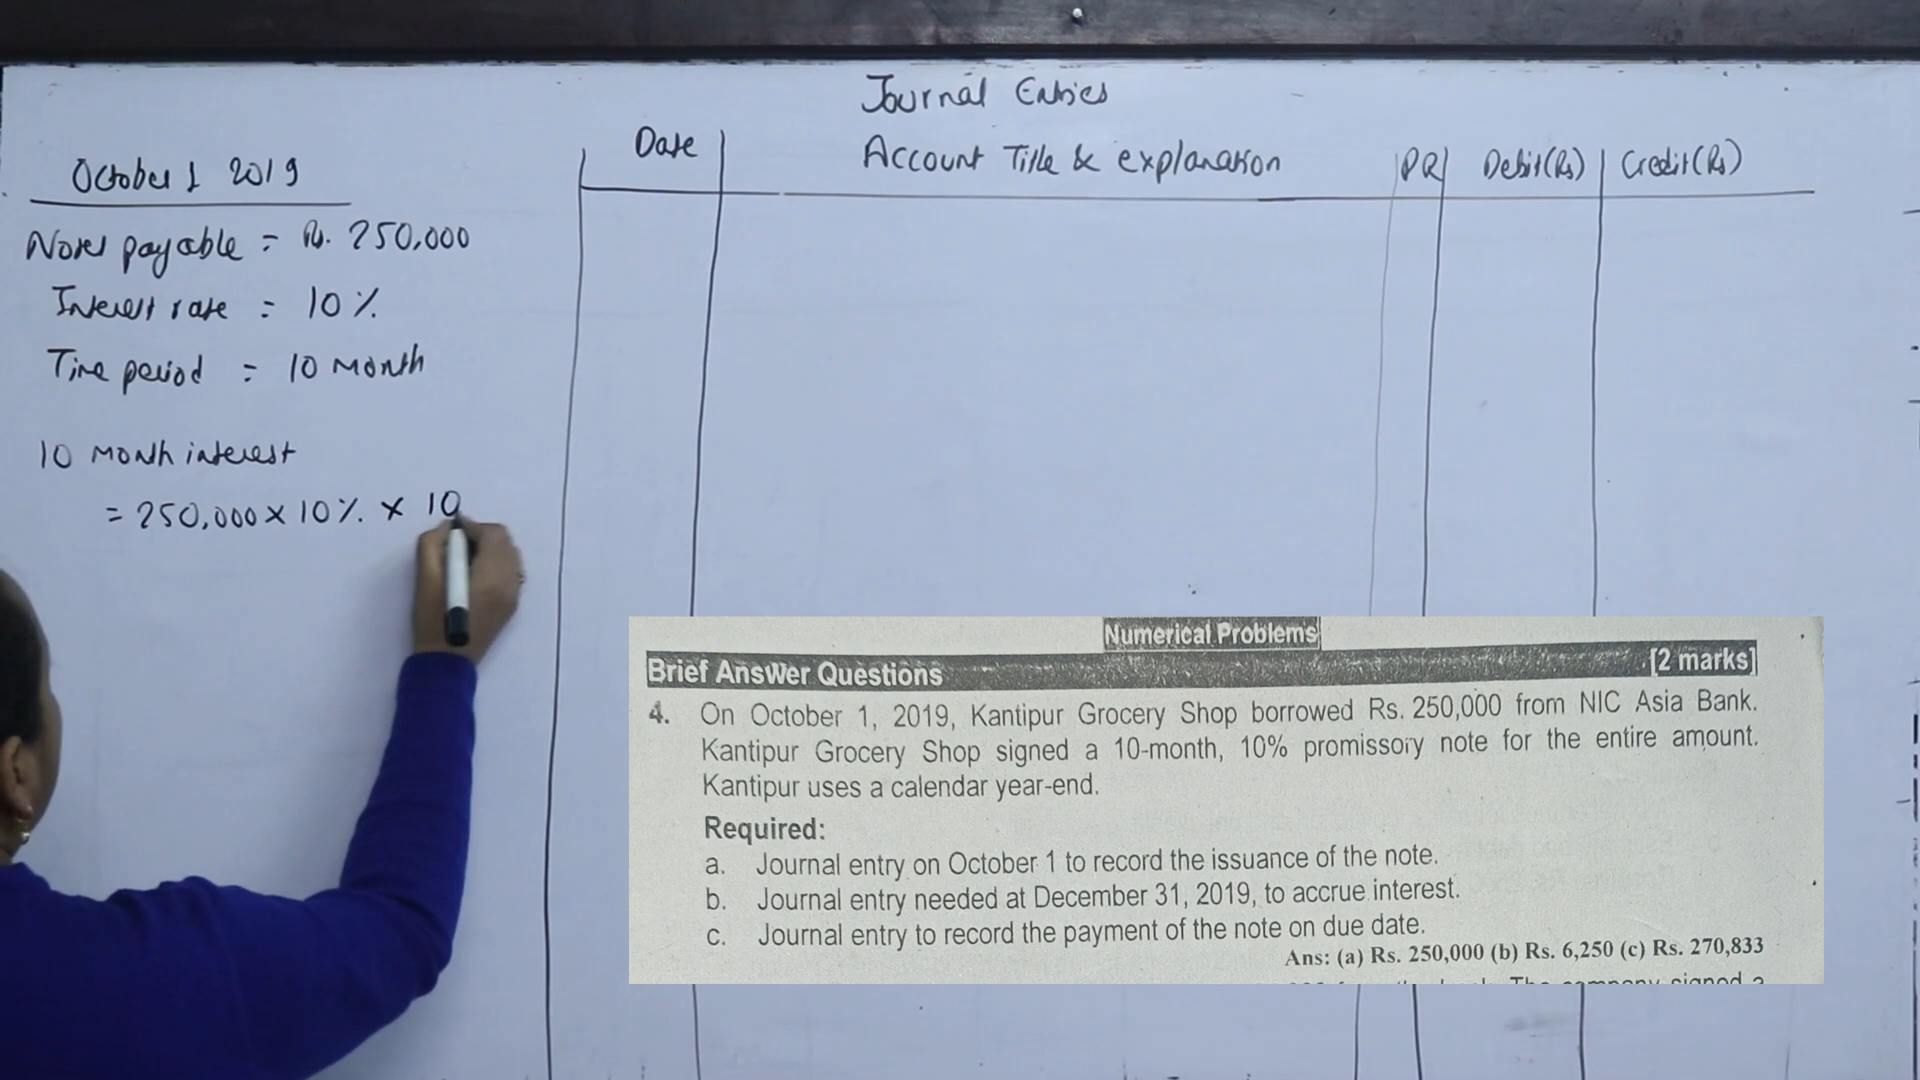 Journal Entries
Date
Account Title & explanation
PR
Debit(Rs)
Credit(Rs)
October 1 2019
Notes payable = Rs. 250,000
Interest rate = 10%
Time period = 10 Month
10 Month interest
= 250,000 × 10% × 10
Numerical Problems
Brief Answer Questions [2 marks]
4. On October 1, 2019, Kantipur Grocery Shop borrowed Rs. 250,000 from NIC Asia Bank.
Kantipur Grocery Shop signed a 10-month, 10% promissory note for the entire amount.
Kantipur uses a calendar year-end.
Required:
a. Journal entry on October 1 to record the issuance of the note.
b. Journal entry needed at December 31, 2019, to accrue interest.
c. Journal entry to record the payment of the note on due date.
Ans: (a) Rs. 250,000 (b) Rs. 6,250 (c) Rs. 270,833